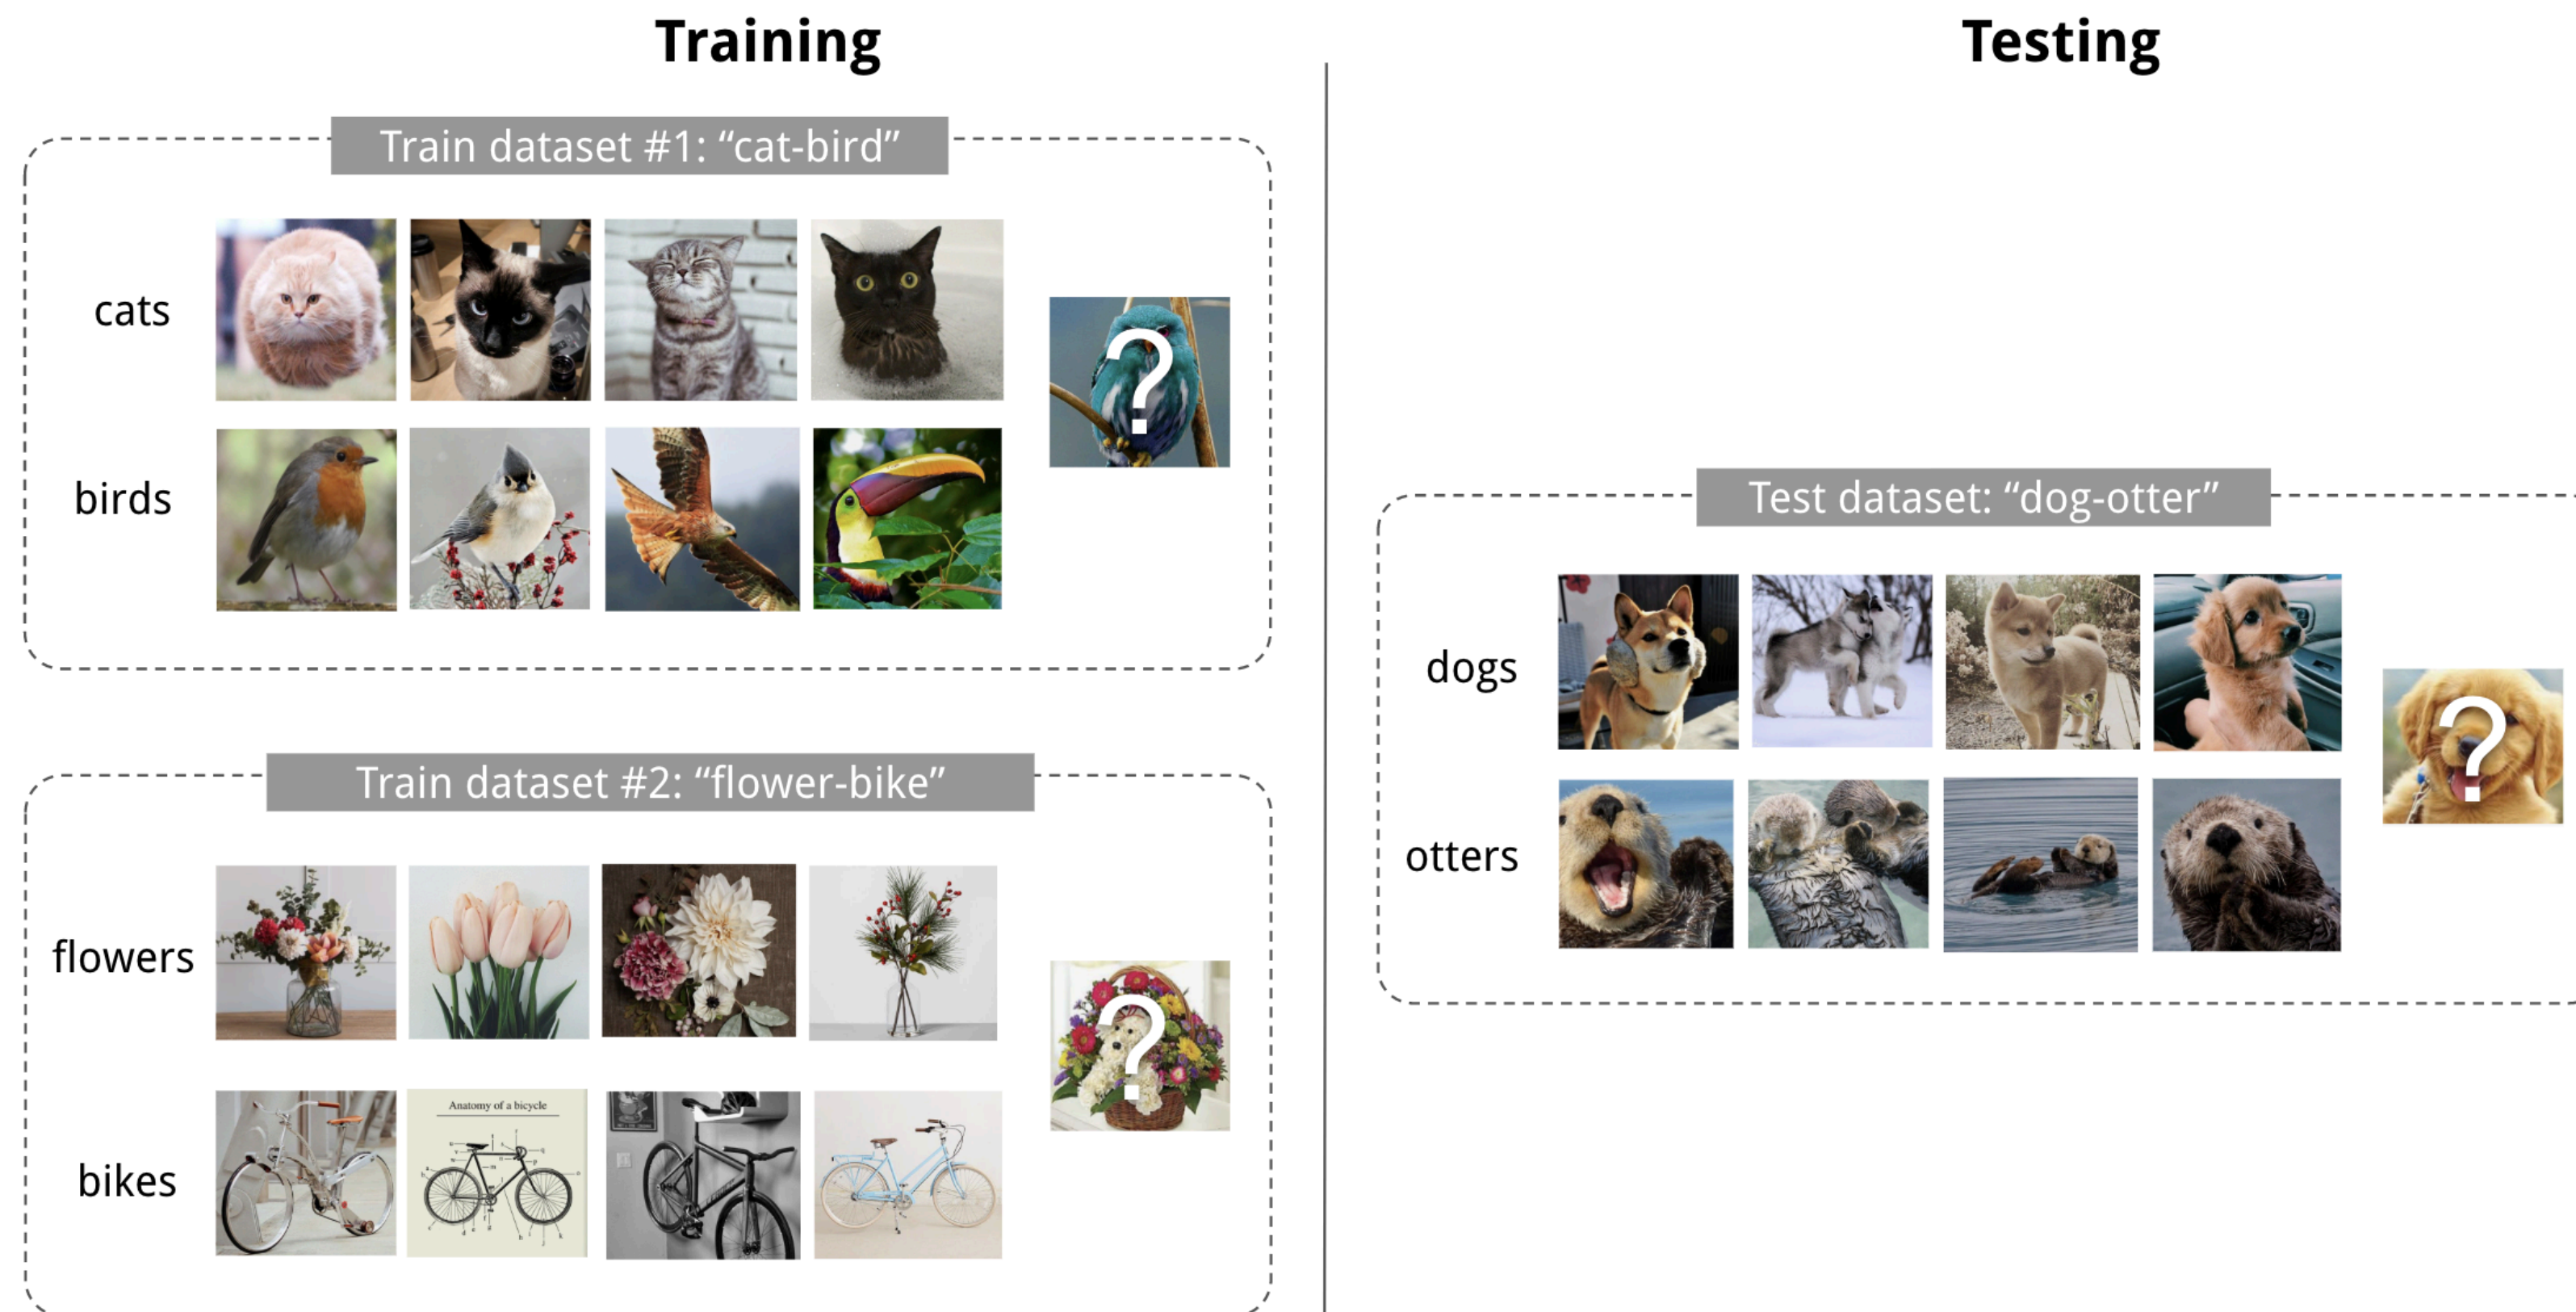 Training
Testing
Train dataset #1: “cat-bird”
cats
?
birds
Train dataset #2: “flower-bike”
flowers
?
bikes
Anatomy of a bicycle
Test dataset: “dog-otter”
dogs
?
otters